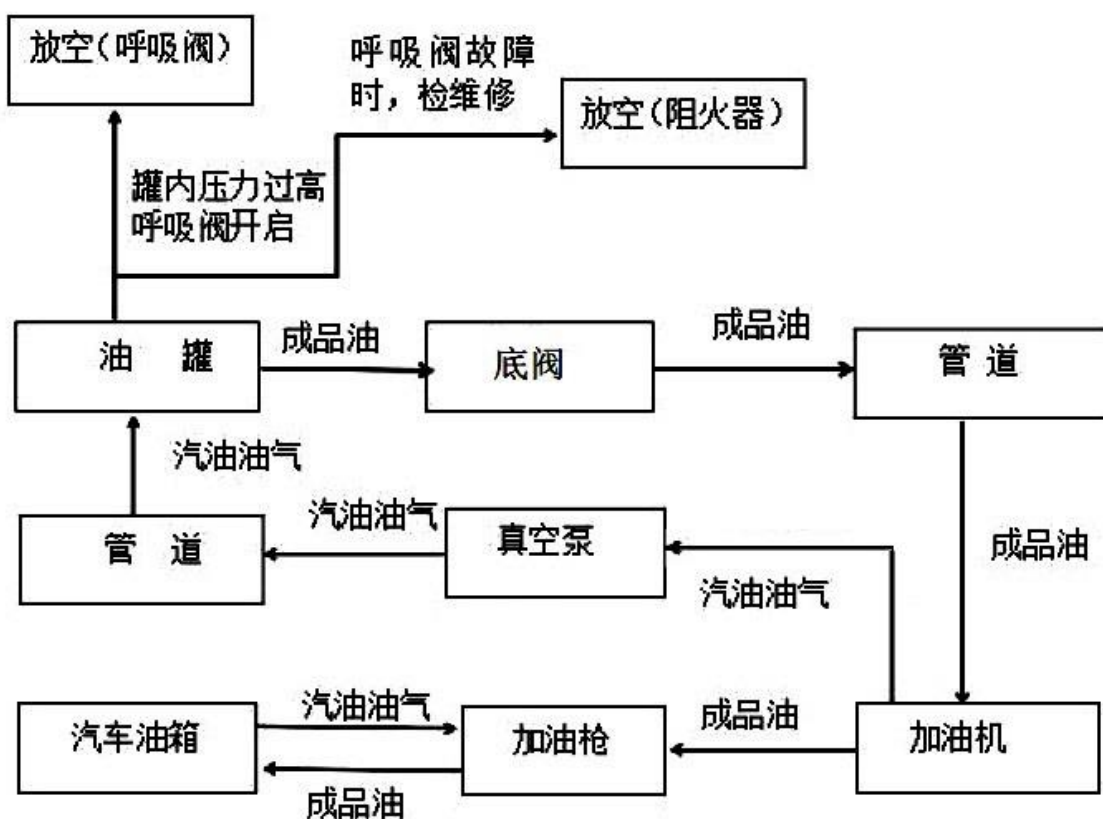 放空（呼吸阀）
呼吸阀故障
时，检维修
放空（阻火器）
罐内压力过高
呼吸阀开启
油 罐
成品油
底阀
成品油
管 道
汽油油气
成品油
管 道
汽油油气
真空泵
汽油油气
汽车油箱
汽油油气
成品油
加油枪
成品油
加油机